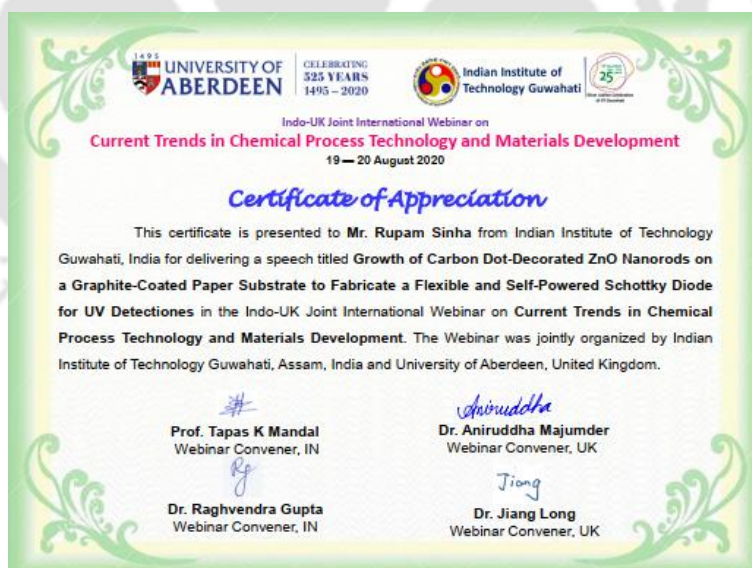 1495
UNIVERSITY OF
ABERDEEN
CELEBRATING
525 YEARS
1495 – 2020
Indian Institute of
Technology Guwahati
25
Indo-UK Joint International Webinar on
Current Trends in Chemical Process Technology and Materials Development
19 — 20 August 2020
Certificate of Appreciation
This certificate is presented to Mr. Rupam Sinha from Indian Institute of Technology
Guwahati, India for delivering a speech titled Growth of Carbon Dot-Decorated ZnO Nanorods on
a Graphite-Coated Paper Substrate to Fabricate a Flexible and Self-Powered Schottky Diode
for UV Detectiones in the Indo-UK Joint International Webinar on Current Trends in Chemical
Process Technology and Materials Development. The Webinar was jointly organized by Indian
Institute of Technology Guwahati, Assam, India and University of Aberdeen, United Kingdom.
Aniruddha
Prof. Tapas K Mandal
Webinar Convener, IN
Dr. Aniruddha Majumder
Webinar Convener, UK
Rg
Jiang
Dr. Raghvendra Gupta
Webinar Convener, IN
Dr. Jiang Long
Webinar Convener, UK